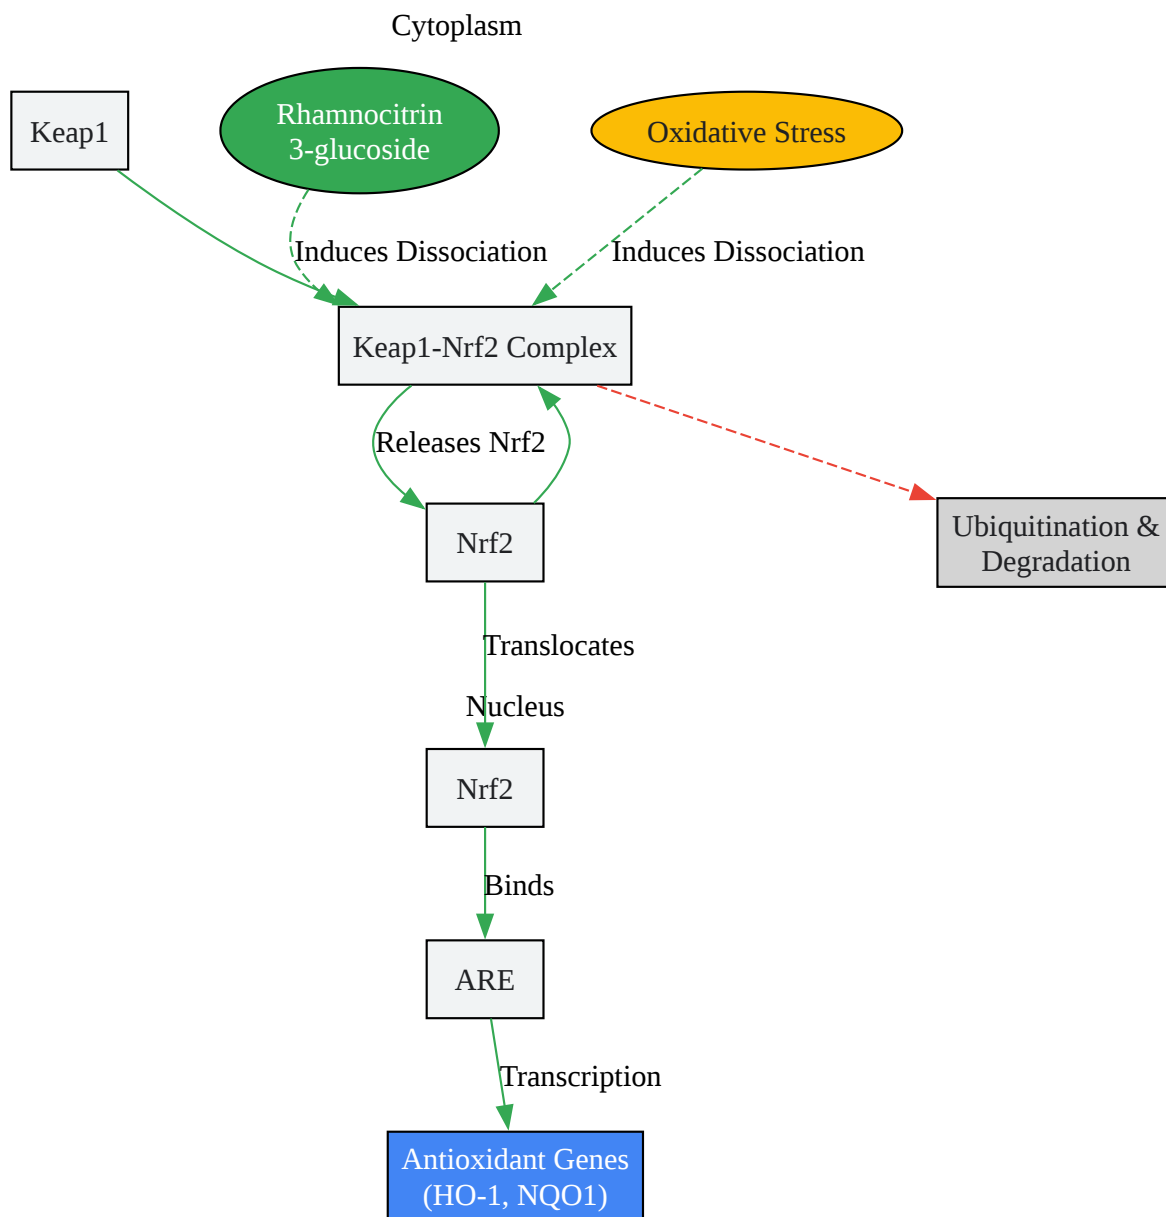 Cytoplasm
Keap1
Rhamnocitrin
3-glucoside
Oxidative Stress
Induces Dissociation
Induces Dissociation
Keap1-Nrf2 Complex
Releases Nrf2
Nrf2
Ubiquitination &
Degradation
Translocates
Nucleus
Nrf2
Binds
ARE
Transcription
Antioxidant Genes
(HO-1, NQO1)